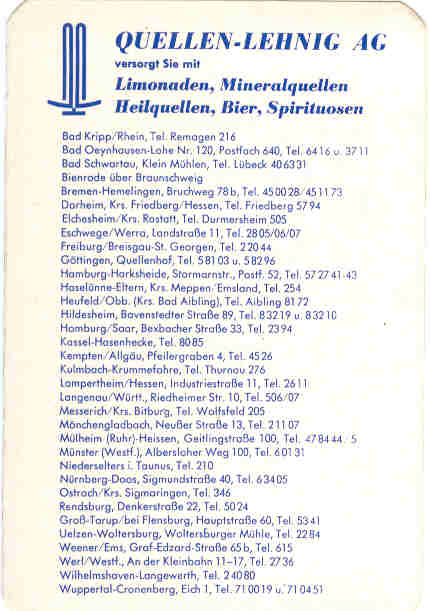 QUELLEN-LEHNIG AG
versorgt Sie mit
Limonaden, Mineralquellen
Heilquellen, Bier, Spirituosen
Bad Kripp/Rhein, Tel. Remagen 216
Bad Oeynhausen-Lohe Nr. 120, Postfach 640, Tel. 64 16 u. 37 11
Bad Schwartau, Klein Mühlen, Tel. Lübeck 40 63 31
Bienrode über Braunschweig
Bremen-Hemelingen, Bruchweg 78 b, Tel. 45 00 28/45 11 73
Dorheim, Krs. Friedberg/Hessen, Tel. Friedberg 57 94
Elchesheim/Krs. Rastatt, Tel. Durmersheim 505
Eschwege/Werra, Landstraße 11, Tel. 28 05/06/07
Freiburg/Breisgau-St. Georgen, Tel. 2 20 44
Göttingen, Quellenhof, Tel. 5 81 03 u. 5 82 96
Hamburg-Harksheide, Stormarnstr., Postf. 52, Tel. 57 27 41-43
Haselünne-Eltern, Krs. Meppen/Emsland, Tel. 254
Heufeld/Obb. (Krs. Bad Aibling), Tel. Aibling 81 72
Hildesheim, Bavenstedter Straße 89, Tel. 8 32 19 u. 8 32 10
Homburg/Saar, Bexbacher Straße 33, Tel. 23 94
Kassel-Hasenhecke, Tel. 80 85
Kempten/Allgäu, Pfeilergraben 4, Tel. 45 26
Kulmbach-Krummefohre, Tel. Thurnau 276
Lampertheim/Hessen, Industriestraße 11, Tel. 26 11
Langenau/Württ., Riedheimer Str. 10, Tel. 506/07
Messerich/Krs. Bitburg, Tel. Wolfsfeld 205
Mönchengladbach, Neußer Straße 13, Tel. 2 11 07
Mülheim (Ruhr)-Heissen, Geitlingstraße 100, Tel. 47 84 44/5
Münster (Westf.), Albersloher Weg 100, Tel. 6 01 31
Niederselters i. Taunus, Tel. 210
Nürnberg-Doos, Sigmundstraße 40, Tel. 6 34 05
Ostrach/Krs. Sigmaringen, Tel. 346
Rendsburg, Denkerstraße 22, Tel. 50 24
Groß-Tarup/bei Flensburg, Hauptstraße 60, Tel. 53 41
Uelzen-Woltersburg, Woltersburger Mühle, Tel. 22 84
Weener/Ems, Graf-Edzard-Straße 65 b, Tel. 615
Werl/Westf., An der Kleinbahn 11-17, Tel. 27 36
Wilhelmshaven-Langewerth, Tel. 2 40 80
Wuppertal-Cronenberg, Eich 1, Tel. 71 00 19 u. 71 04 51